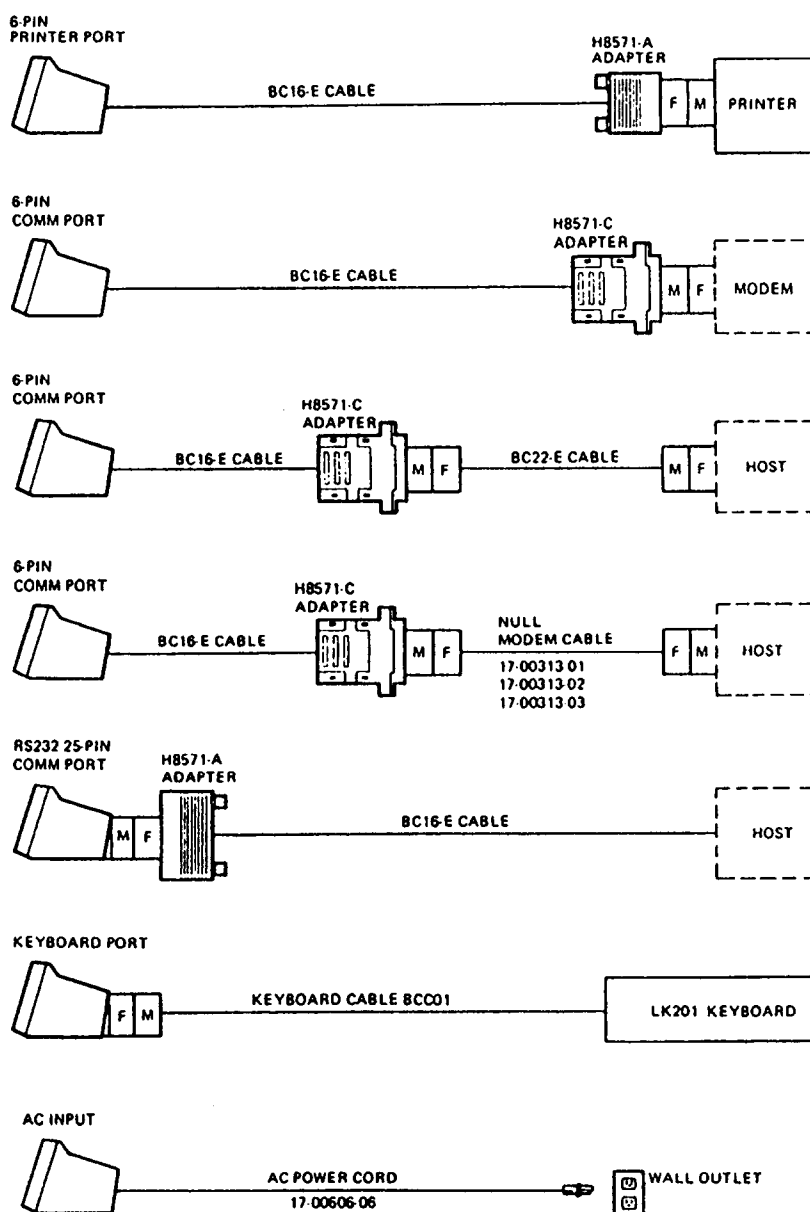 6-PIN
PRINTER PORT
H8571-A
ADAPTER
BC16-E CABLE
F M
PRINTER
6-PIN
COMM PORT
H8571-C
ADAPTER
BC16-E CABLE
M F
MODEM
6-PIN
COMM PORT
H8571-C
ADAPTER
BC16-E CABLE
M F
BC22-E CABLE
M F
HOST
6-PIN
COMM PORT
H8571-C
ADAPTER
BC16-E CABLE
M F
NULL
MODEM CABLE
17-00313-01
17-00313-02
17-00313-03
F M
HOST
RS232 25-PIN
COMM PORT
H8571-A
ADAPTER
M F
BC16-E CABLE
HOST
KEYBOARD PORT
F M
KEYBOARD CABLE BCC01
LK201 KEYBOARD
AC INPUT
AC POWER CORD
17-00606-06
WALL OUTLET